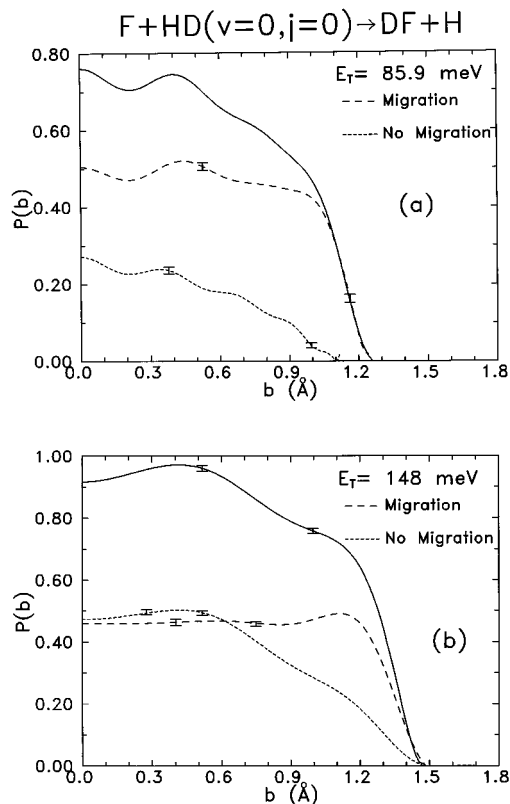 F+HD(v=0,j=0)→DF+H
E_T= 85.9 meV
Migration
No Migration
(a)
P(b)
0.80
0.60
0.40
0.20
0.00
0.0 0.3 0.6 0.9 1.2 1.5 1.8
b (Å)
E_T= 148 meV
Migration
No Migration
(b)
P(b)
1.00
0.80
0.60
0.40
0.20
0.00
0.0 0.3 0.6 0.9 1.2 1.5 1.8
b (Å)